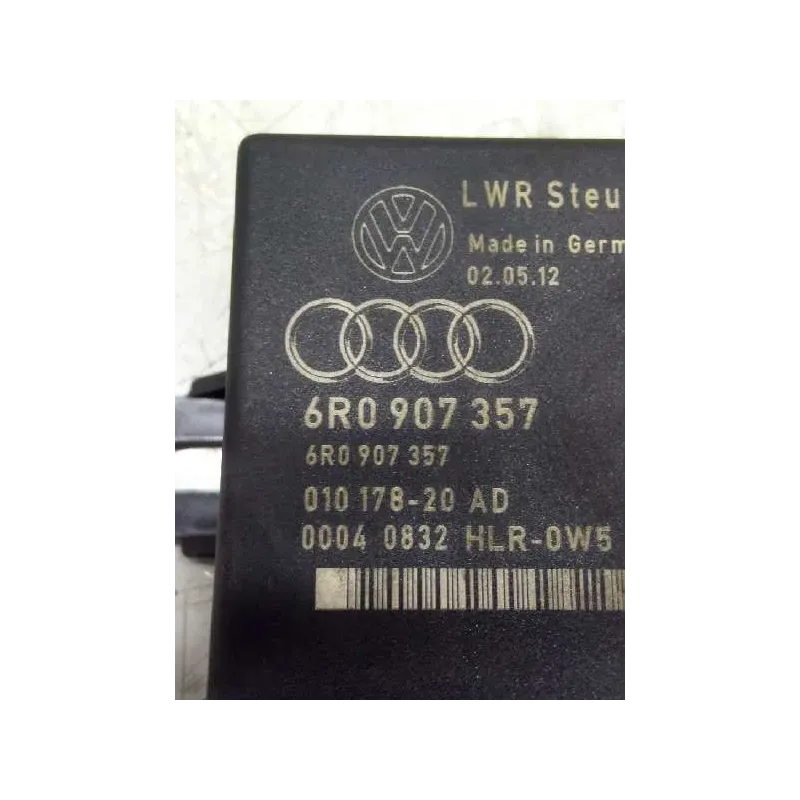 LWR Steu
Made in Germ
02.05.12
6R0 907 357
6R0 907 357
010 178-20 AD
0004 0832 HLR-0W5